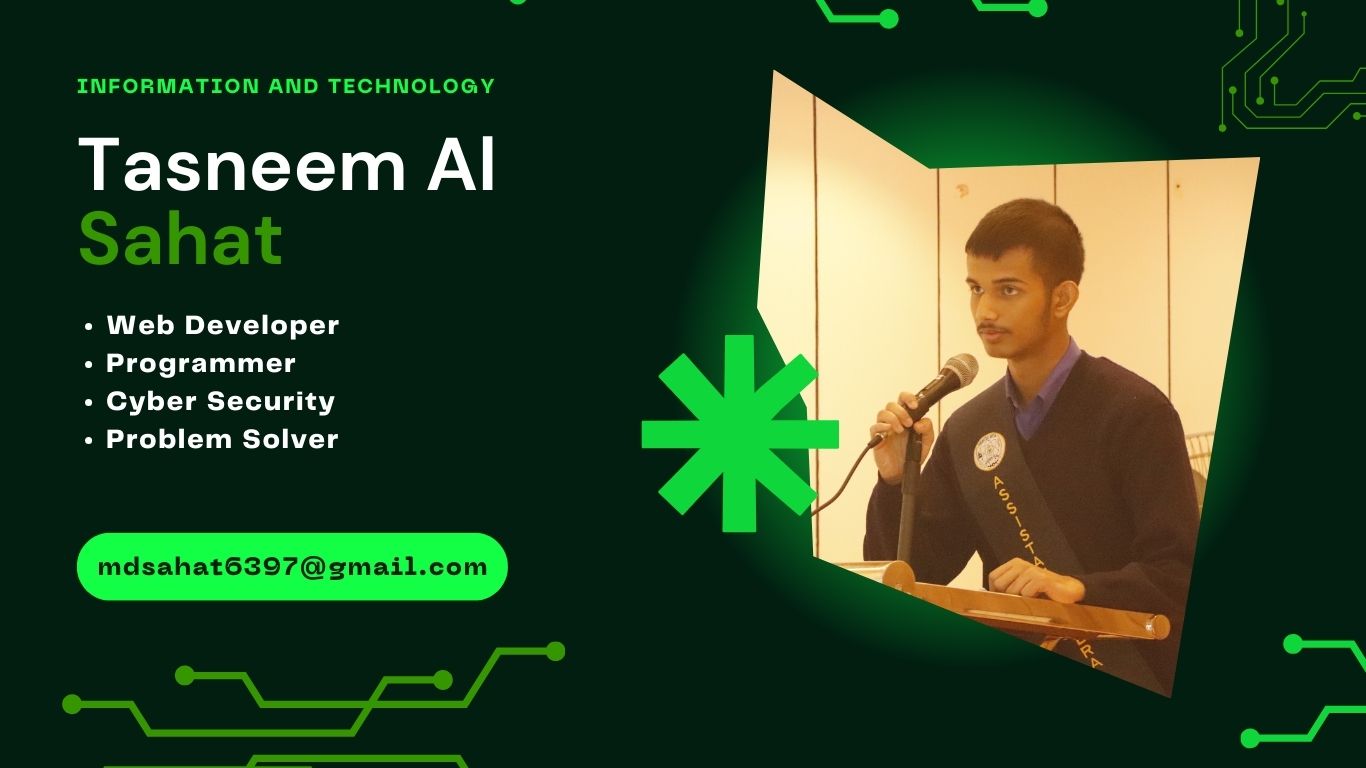 INFORMATION AND TECHNOLOGY
Tasneem Al
Sahat
Web Developer
Programmer
Cyber Security
Problem Solver
mdsahat6397@gmail.com